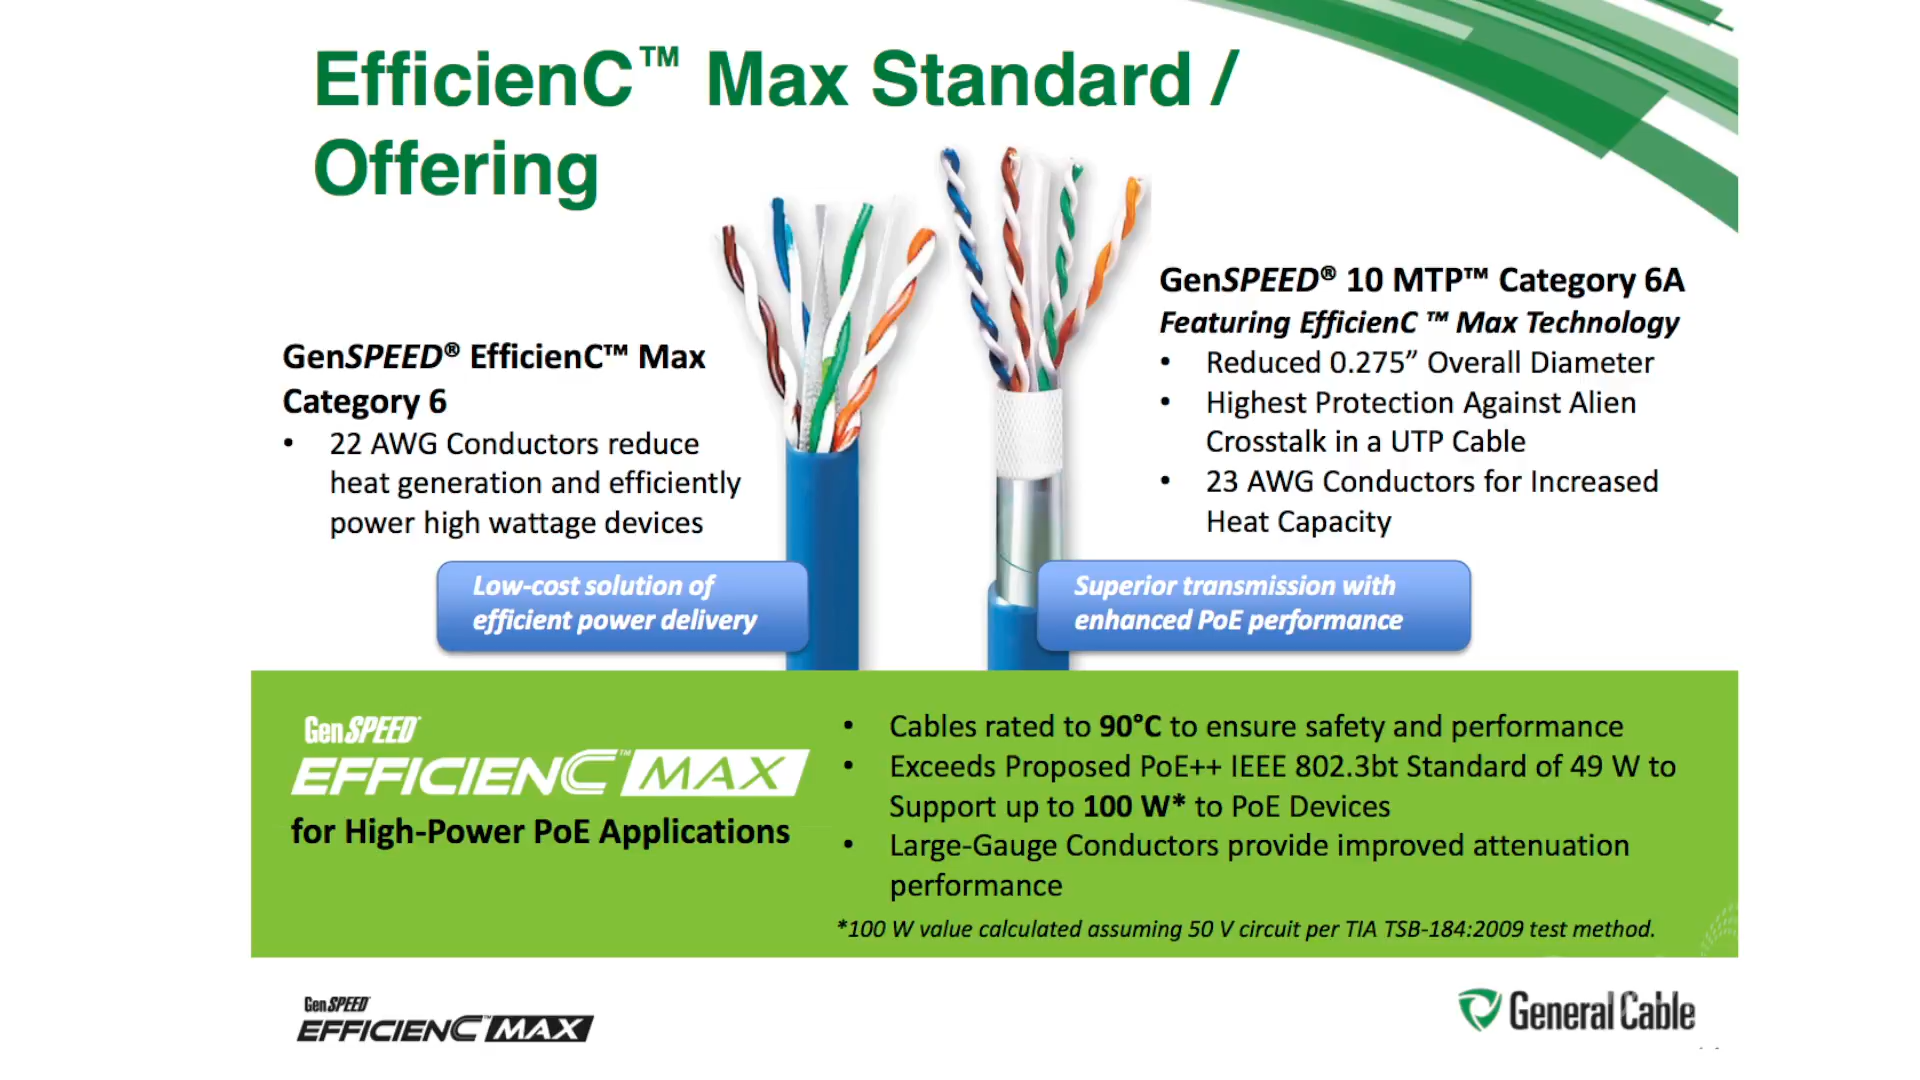 EfficienC™ Max Standard /
Offering
GenSPEED® EfficienC™ Max
Category 6
• 22 AWG Conductors reduce
heat generation and efficiently
power high wattage devices
Low-cost solution of
efficient power delivery
GenSPEED® 10 MTP™ Category 6A
Featuring EfficienC ™ Max Technology
• Reduced 0.275” Overall Diameter
• Highest Protection Against Alien
Crosstalk in a UTP Cable
• 23 AWG Conductors for Increased
Heat Capacity
Superior transmission with
enhanced PoE performance
GenSPEED®
EFFICIENC™ MAX
for High-Power PoE Applications
• Cables rated to 90°C to ensure safety and performance
• Exceeds Proposed PoE++ IEEE 802.3bt Standard of 49 W to
Support up to 100 W* to PoE Devices
• Large-Gauge Conductors provide improved attenuation
performance
*100 W value calculated assuming 50 V circuit per TIA TSB-184:2009 test method.
GenSPEED®
EFFICIENC™ MAX
General Cable